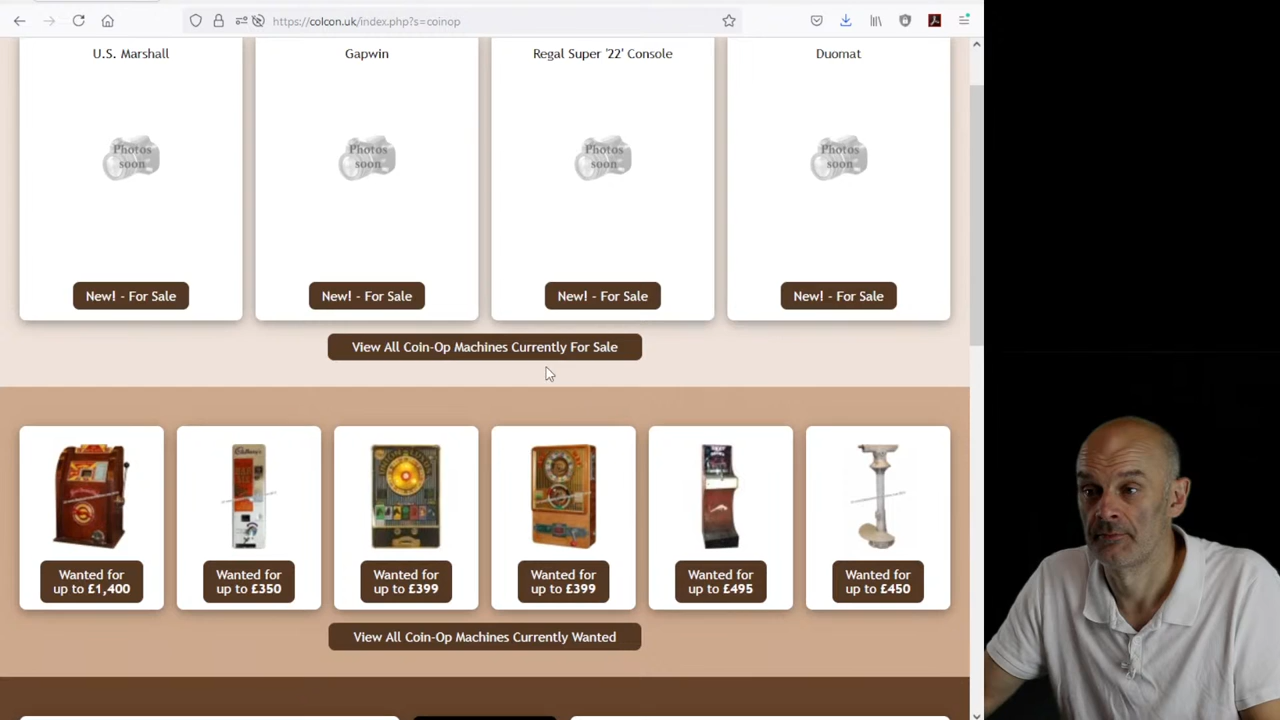 https://colcon.uk/index.php?s=coinop
U.S. Marshall
Gapwin
Regal Super '22' Console
Duomat
Photos
soon
Photos
soon
Photos
soon
Photos
soon
New! - For Sale
New! - For Sale
New! - For Sale
New! - For Sale
View All Coin-Op Machines Currently For Sale
Wanted for
up to £1,400
Wanted for
up to £350
Wanted for
up to £399
Wanted for
up to £399
Wanted for
up to £495
Wanted for
up to £450
View All Coin-Op Machines Currently Wanted